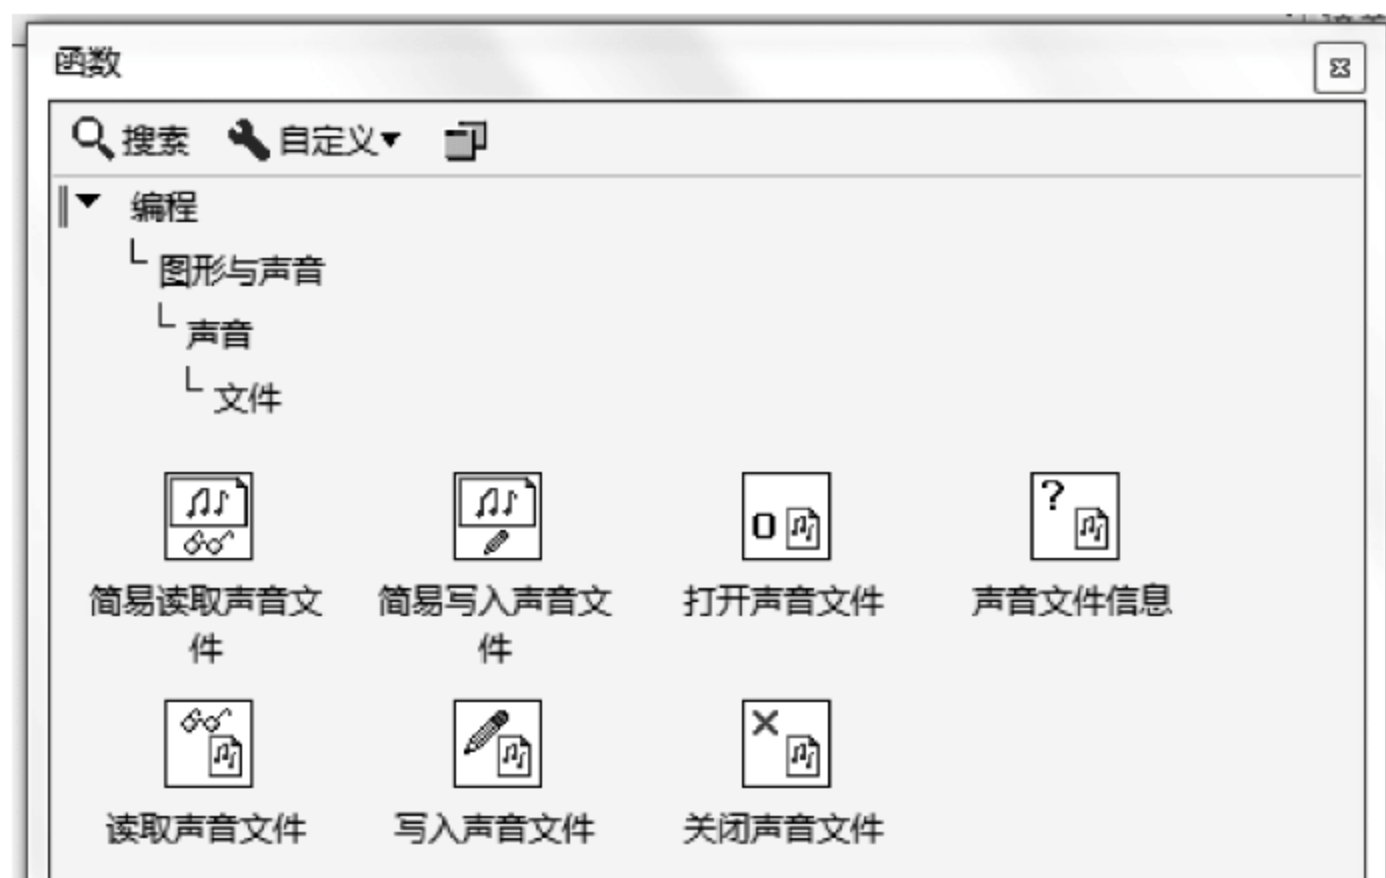 函数
搜索 自定义
编程
图形与声音
声音
文件
简易读取声音文件
简易写入声音文件
打开声音文件
声音文件信息
读取声音文件
写入声音文件
关闭声音文件